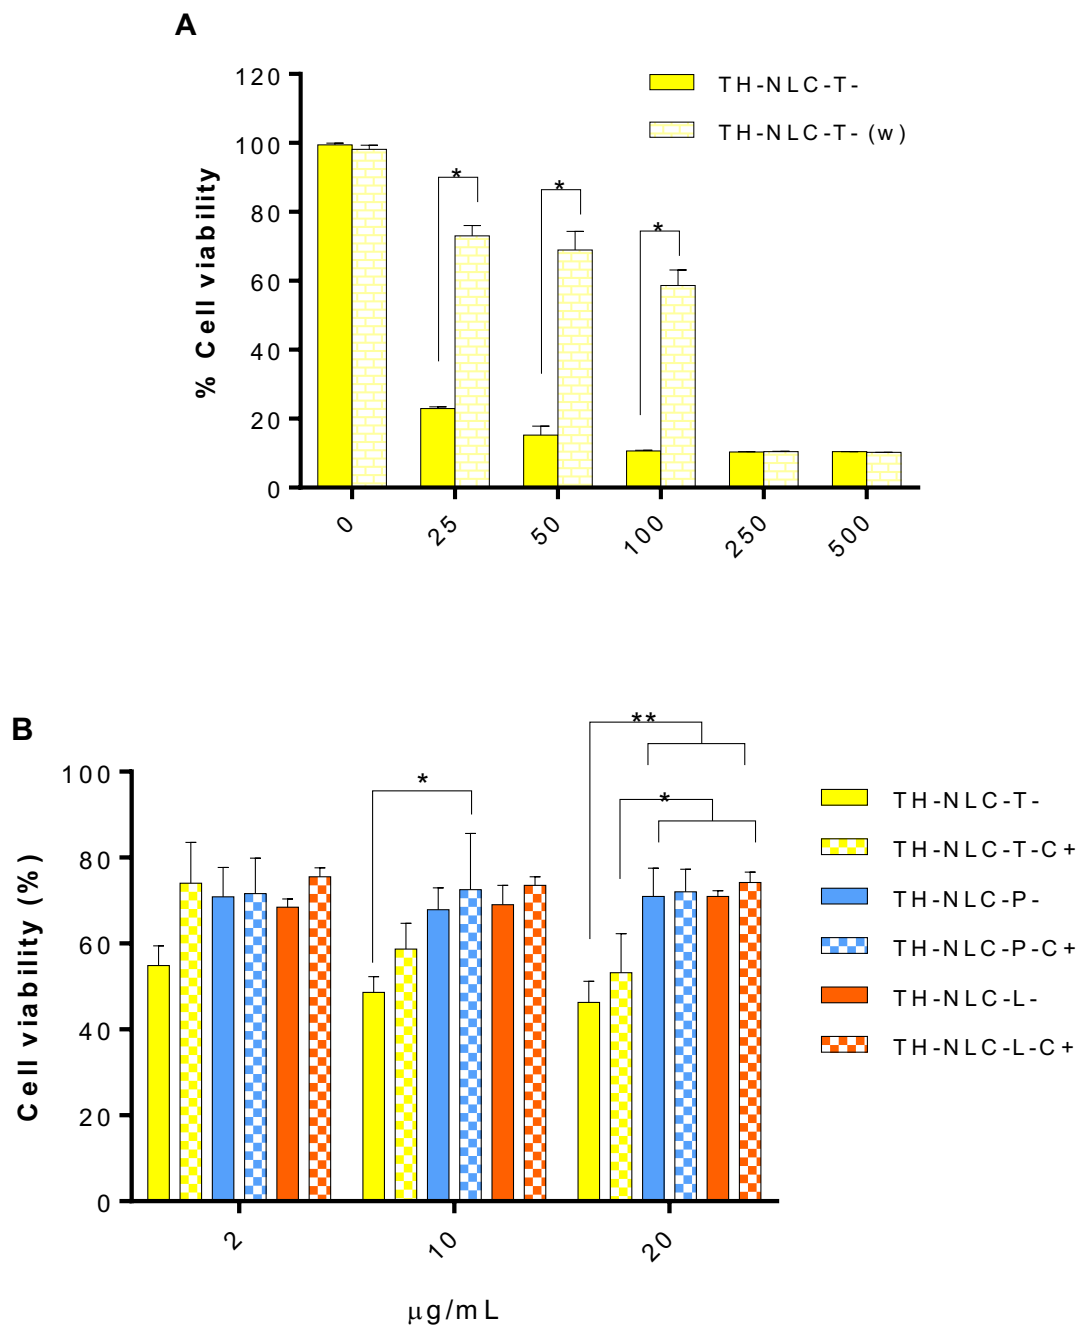 A
% Cell viability
120
100
80
60
40
20
0
TH-NLC-T-
TH-NLC-T- (w)
*
*
*
0
25
50
100
250
500
B
Cell viability (%)
100
80
60
40
20
0
*
**
*
TH-NLC-T-
TH-NLC-T-C+
TH-NLC-P-
TH-NLC-P-C+
TH-NLC-L-
TH-NLC-L-C+
2
10
20
μg/mL